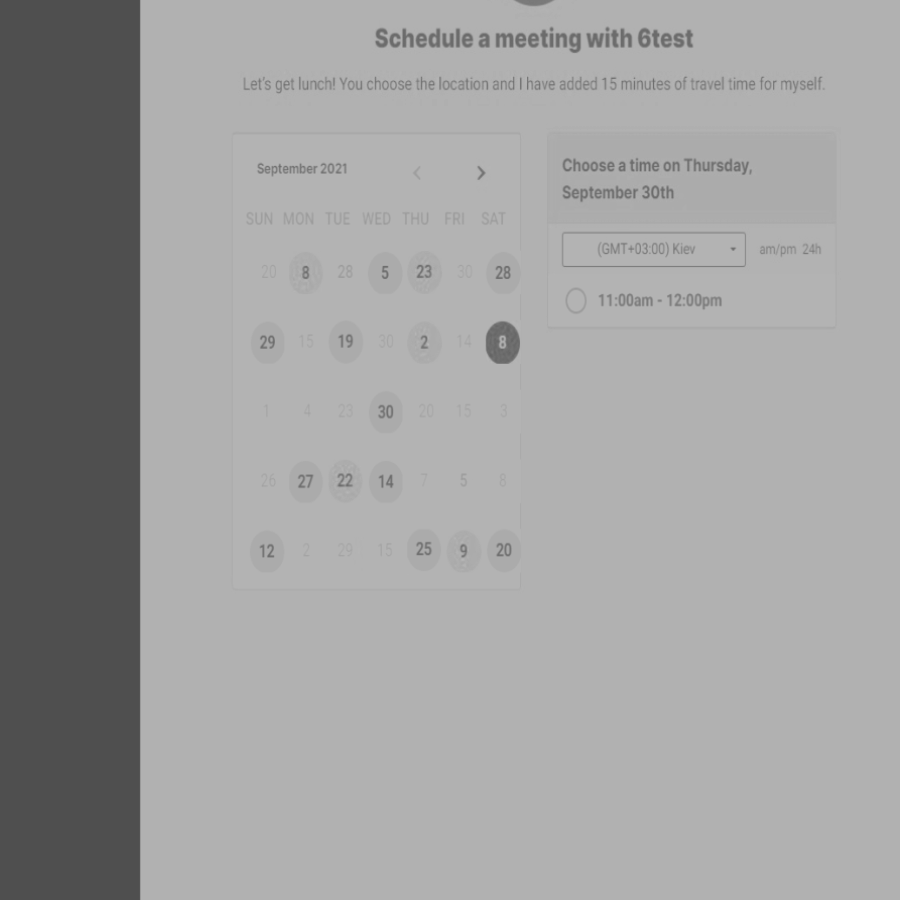 Schedule a meeting with 6test
Let's get lunch! You choose the location and I have added 15 minutes of travel time for myself.
September 2021
SUN MON TUE WED THU FRI SAT
20 8 28 5 23 30 28
29 15 19 30 2 14 8
1 4 23 30 20 15 3
26 27 22 14 7 5 8
12 2 29 15 25 9 20
Choose a time on Thursday,
September 30th
(GMT+03:00) Kiev am/pm 24h
11:00am - 12:00pm